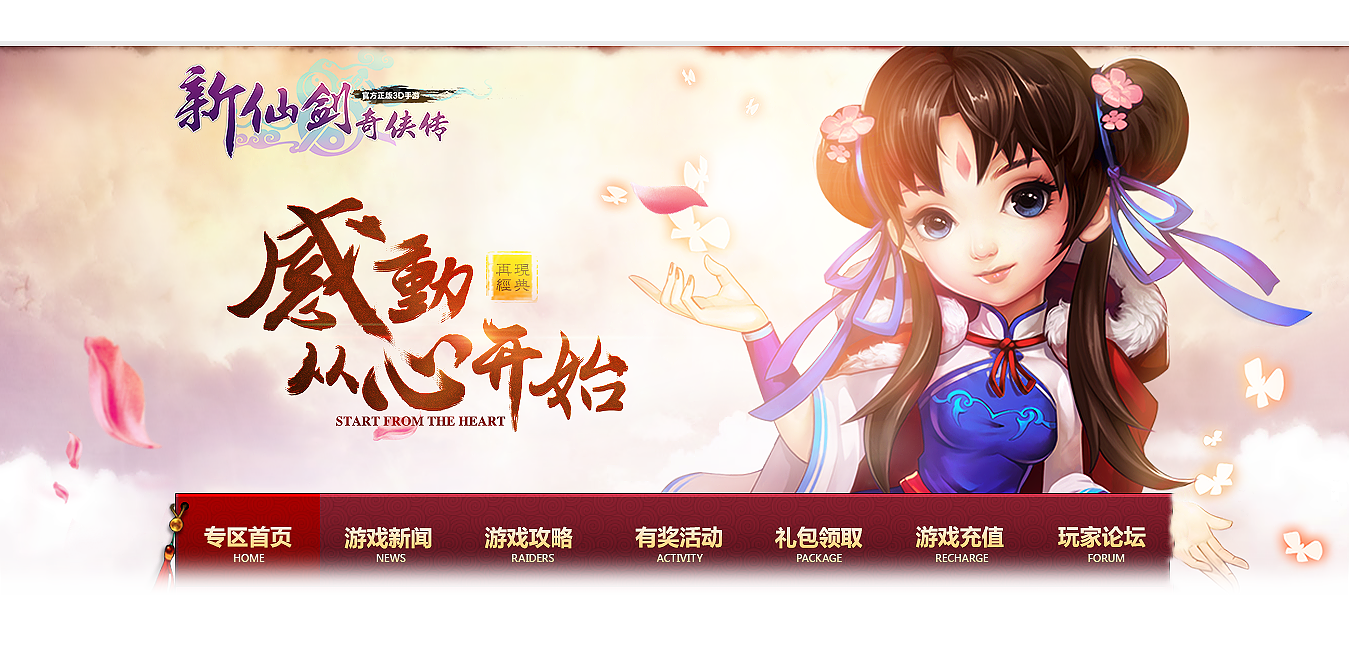 新仙剑奇侠传
官方正版3D手游
感動
再現
經典
从心开始
START FROM THE HEART
专区首页 游戏新闻 游戏攻略 有奖活动 礼包领取 游戏充值 玩家论坛
HOME NEWS RAIDERS ACTIVITY PACKAGE RECHARGE FORUM